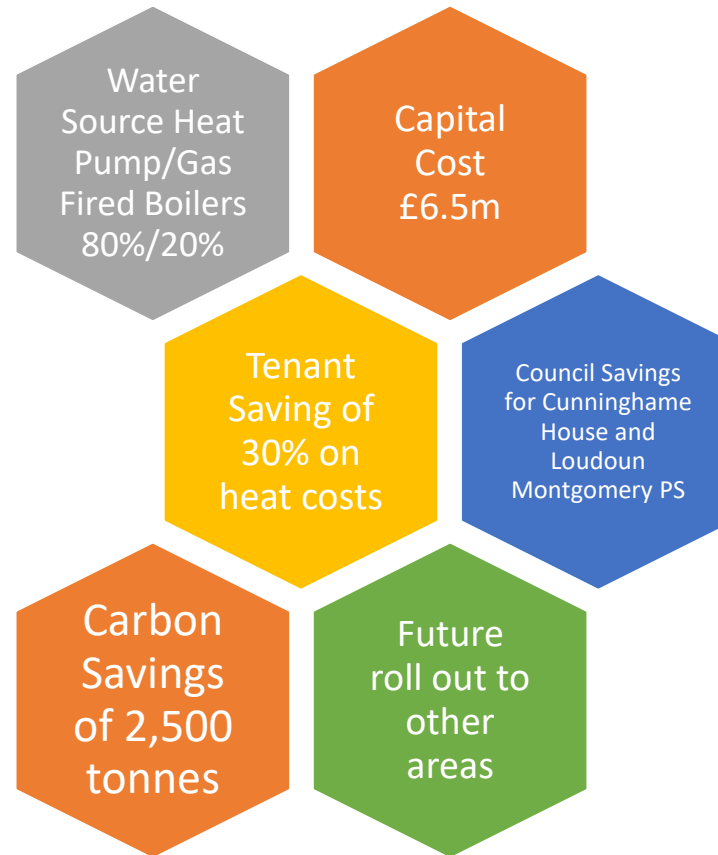 Water
Source Heat
Pump/Gas
Fired Boilers
80%/20%
Capital
Cost
£6.5m
Tenant
Saving of
30% on
heat costs
Council Savings
for Cunninghame
House and
Loudoun
Montgomery PS
Carbon
Savings
of 2,500
tonnes
Future
roll out to
other
areas